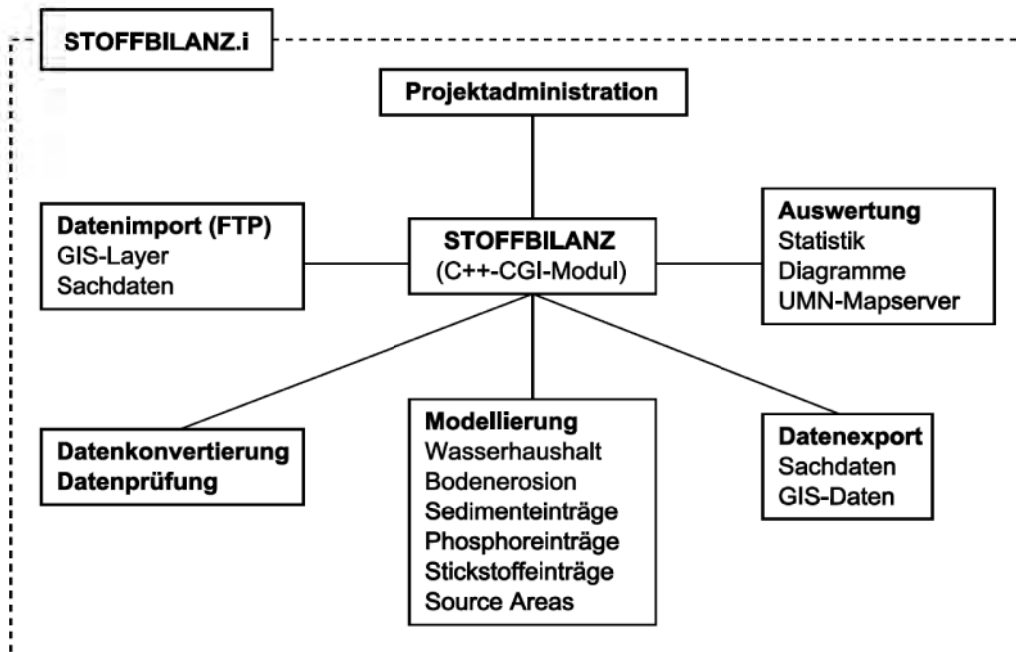 STOFFBILANZ.i
Projektadministration
Datenimport (FTP)
GIS-Layer
Sachdaten
STOFFBILANZ
(C++-CGI-Modul)
Auswertung
Statistik
Diagramme
UMN-Mapserver
Datenkonvertierung
Datenprüfung
Modellierung
Wasserhaushalt
Bodenerosion
Sedimenteinträge
Phosphoreinträge
Stickstoffeinträge
Source Areas
Datenexport
Sachdaten
GIS-Daten